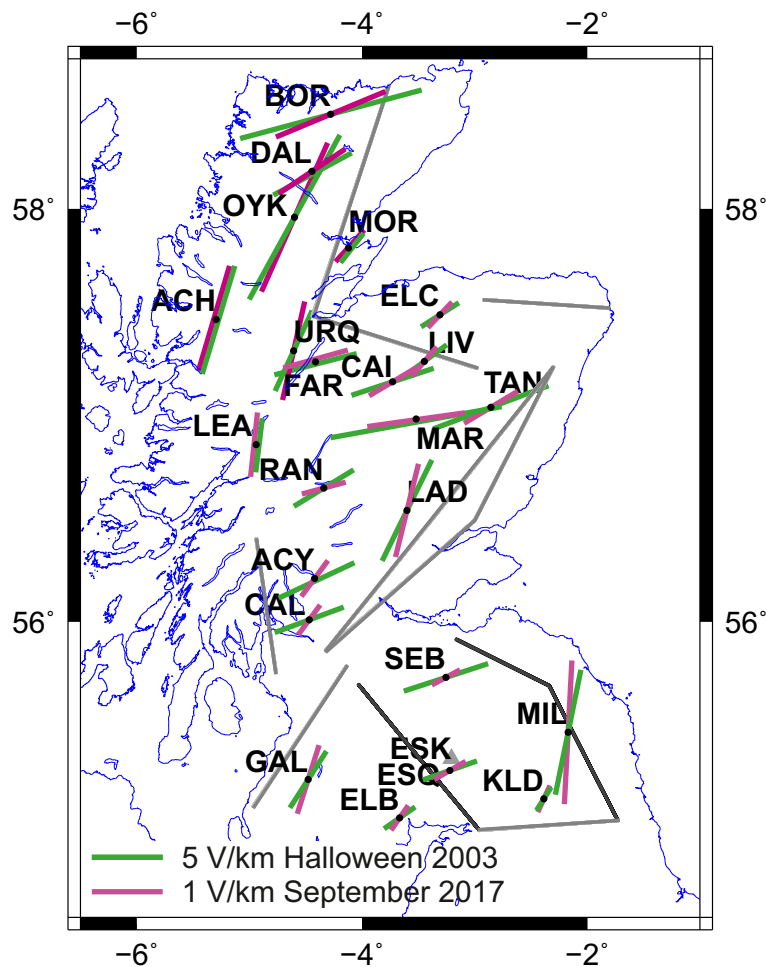 −6° −4° −2°
BOR
DAL
58° OYK 58°
MOR
ACH ELC
URQ LIV
FAR CAI TAN
LEA MAR
RAN
LAD
ACY
CAL
56° 56°
SEB
MIL
GAL ESK
ESQ
ELB KLD
5 V/km Halloween 2003
1 V/km September 2017
−6° −4° −2°